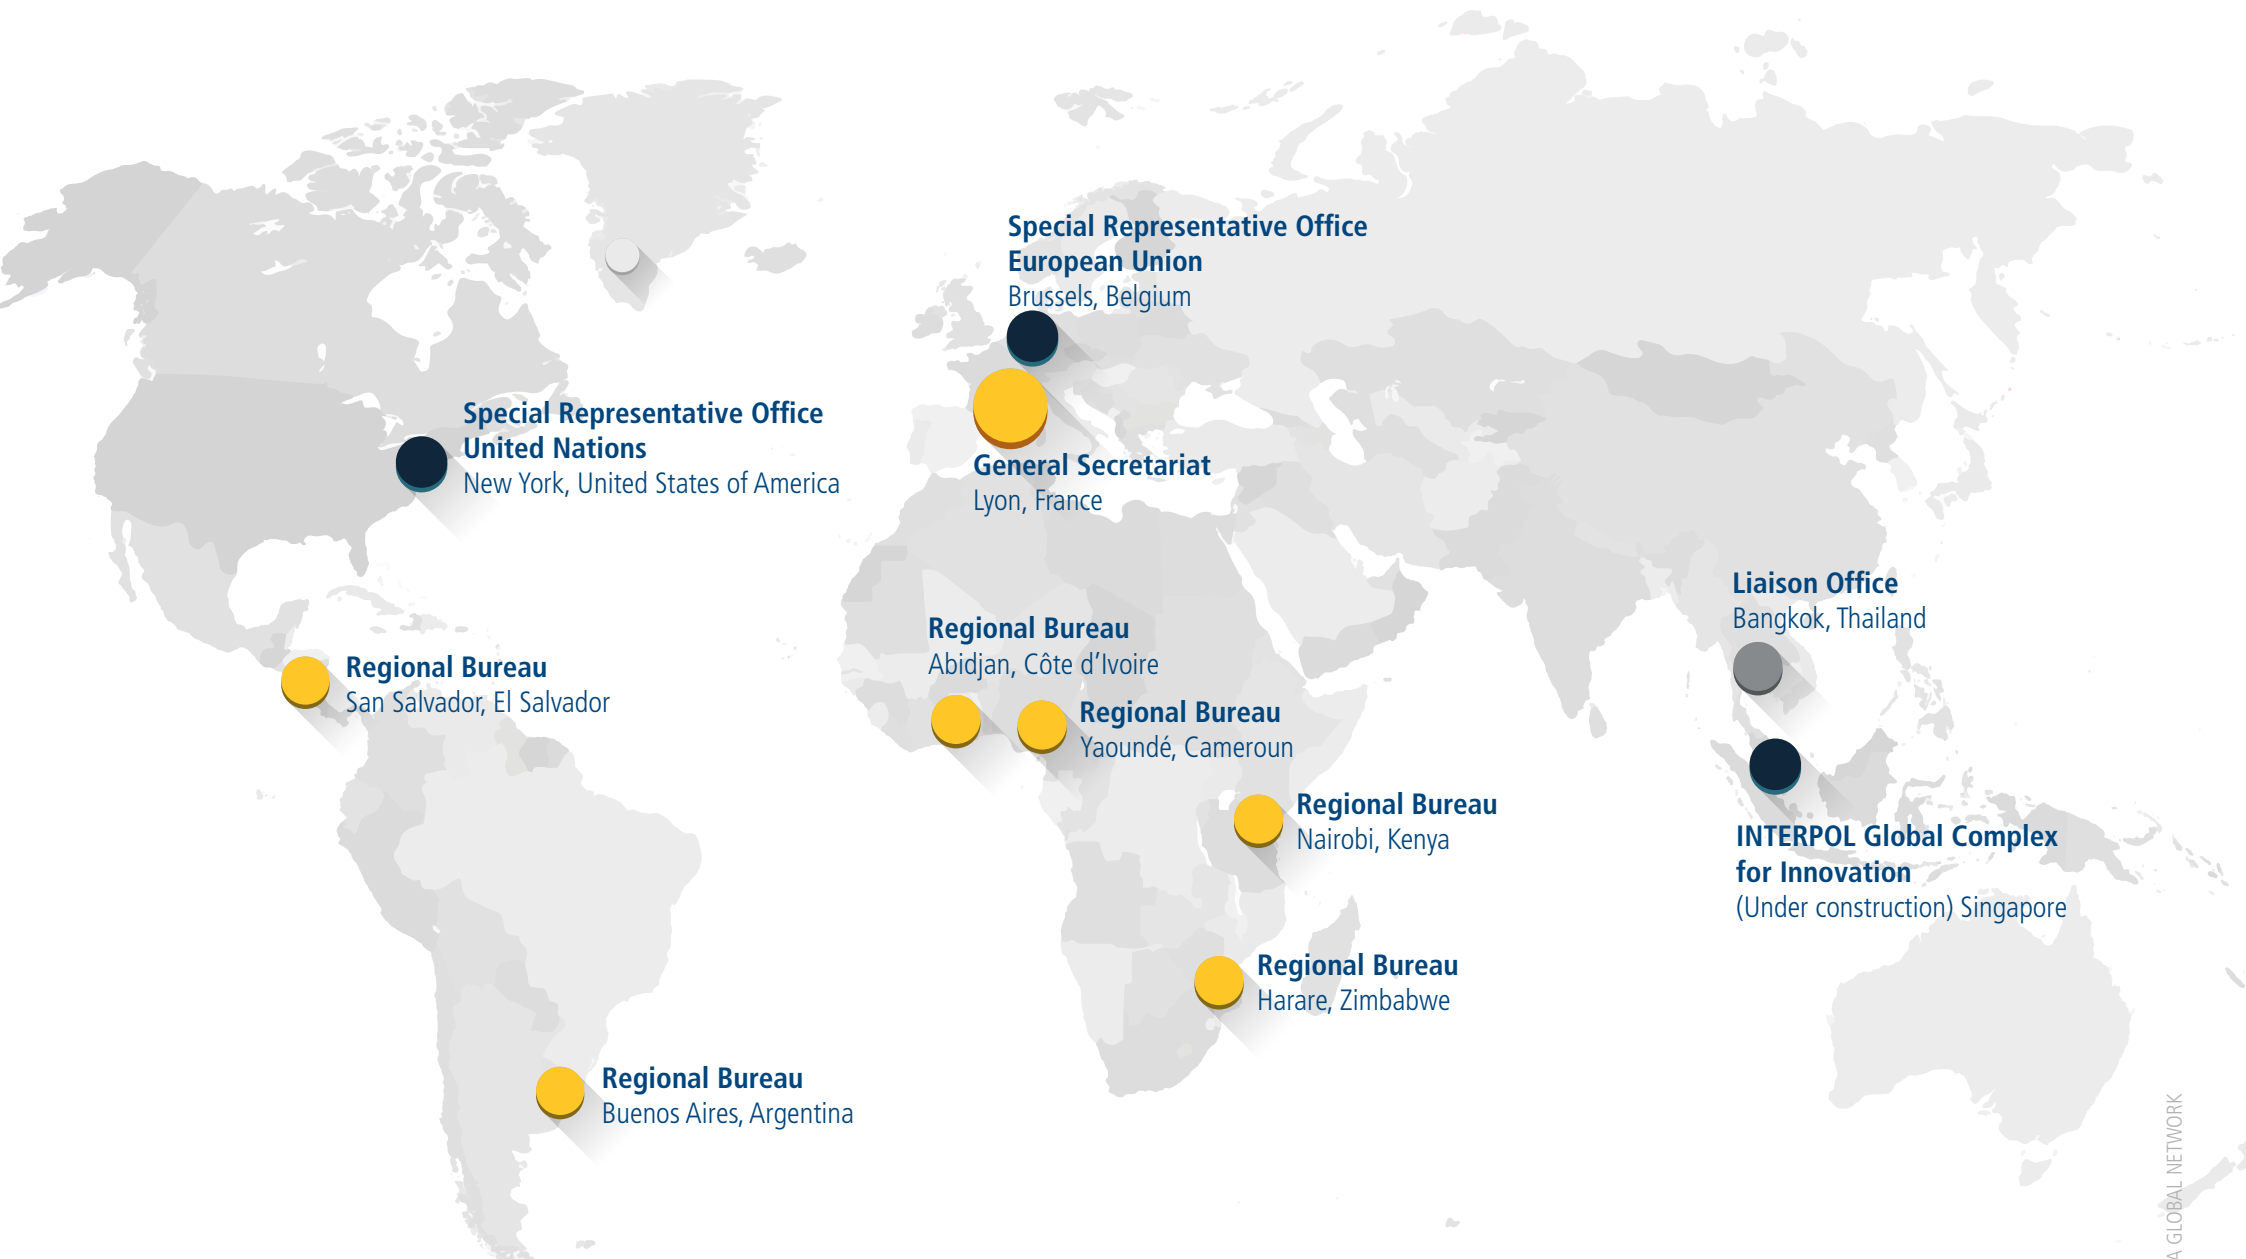 Special Representative Office
European Union
Brussels, Belgium
Special Representative Office
United Nations
New York, United States of America
General Secretariat
Lyon, France
Liaison Office
Bangkok, Thailand
Regional Bureau
Abidjan, Côte d’Ivoire
Regional Bureau
San Salvador, El Salvador
Regional Bureau
Yaoundé, Cameroun
Regional Bureau
Nairobi, Kenya
INTERPOL Global Complex
for Innovation
(Under construction) Singapore
Regional Bureau
Harare, Zimbabwe
Regional Bureau
Buenos Aires, Argentina
A GLOBAL NETWORK